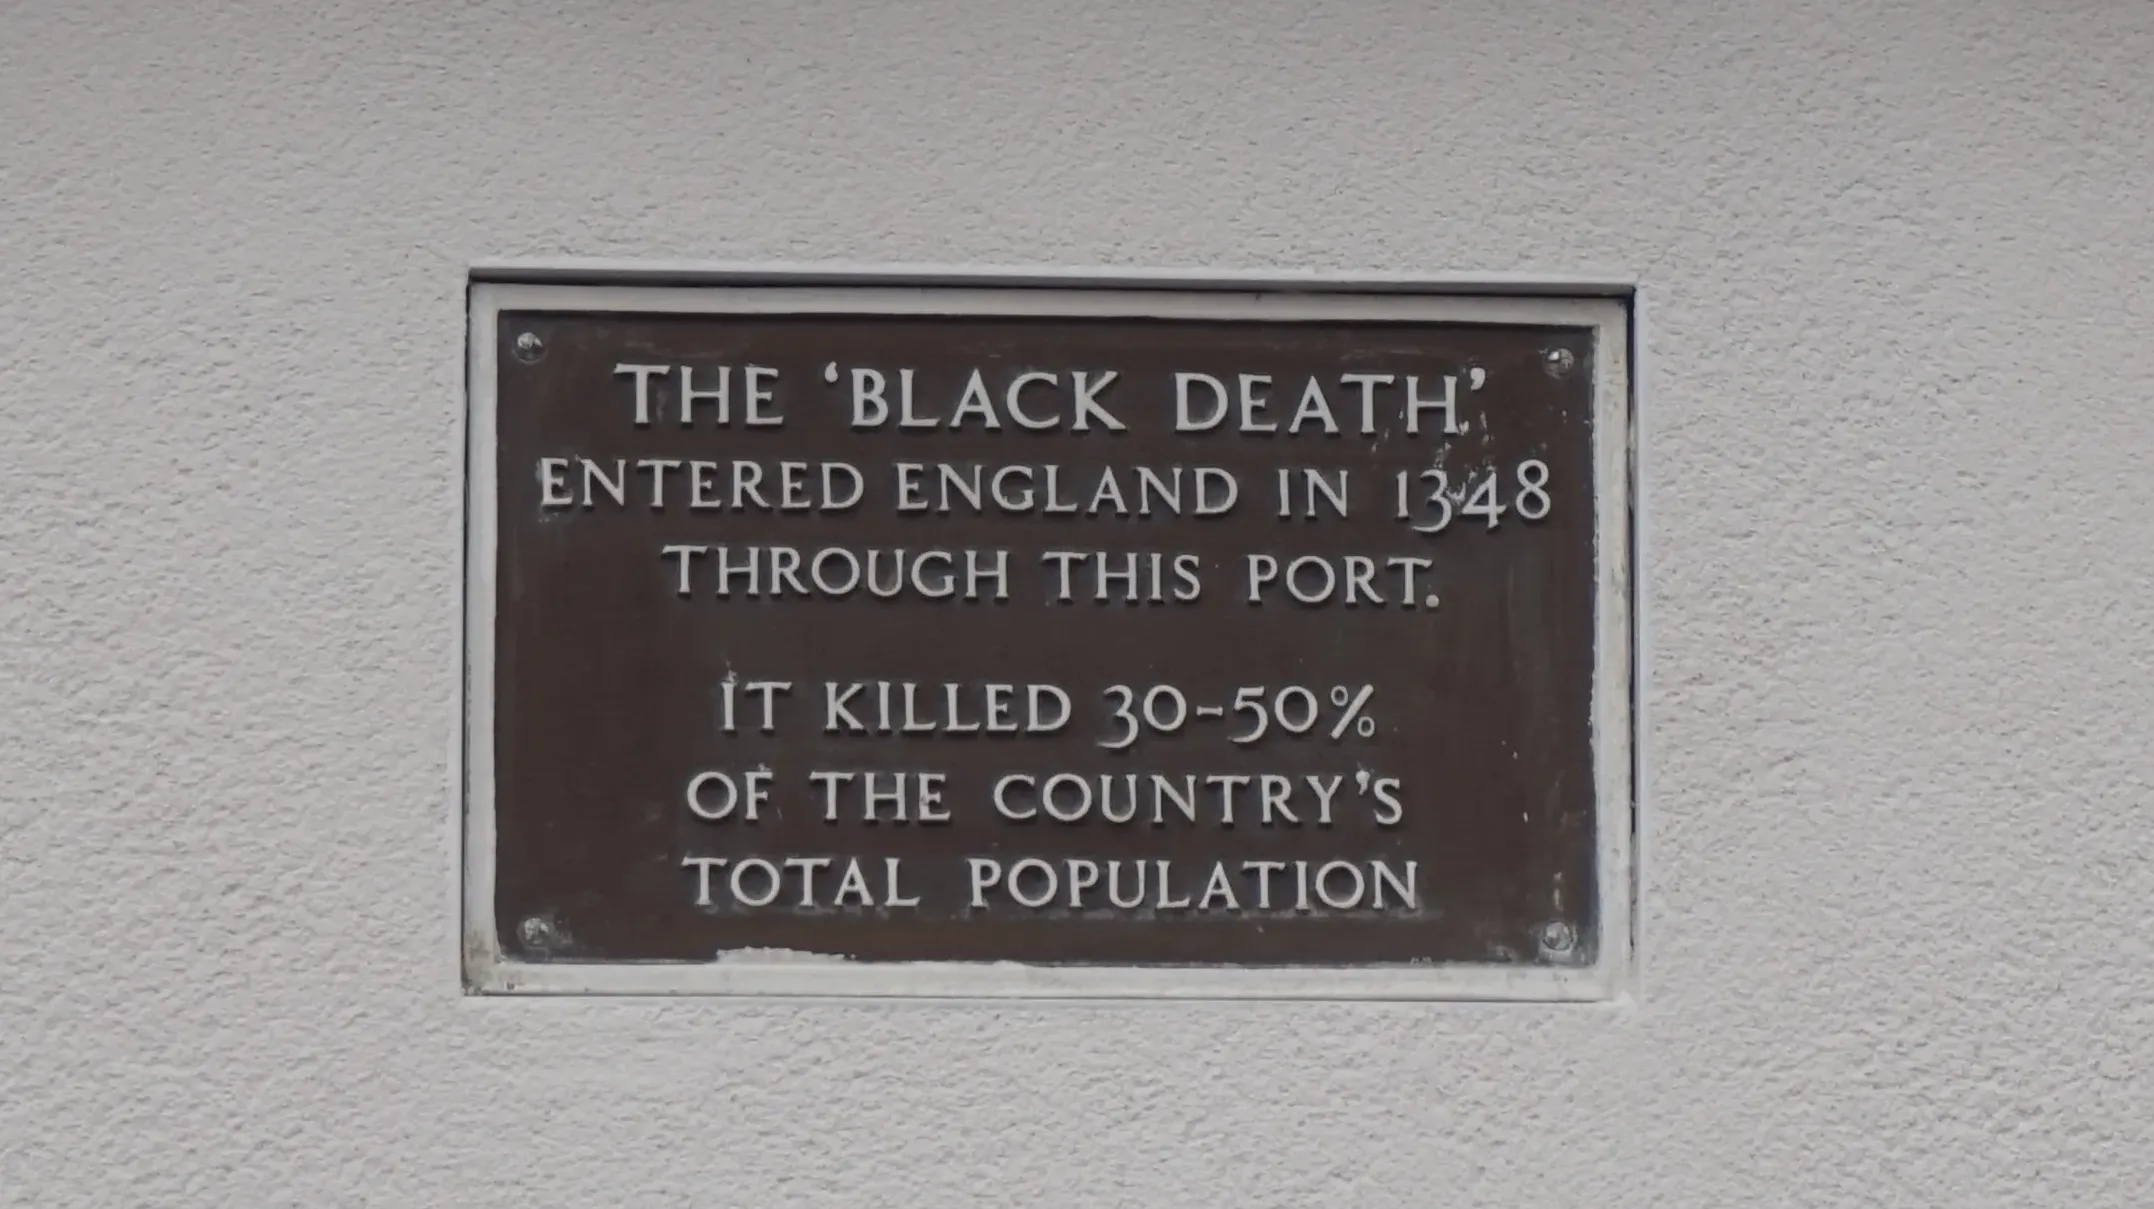 THE ‘BLACK DEATH’
ENTERED ENGLAND IN 1348
THROUGH THIS PORT.
IT KILLED 30-50%
OF THE COUNTRY’S
TOTAL POPULATION